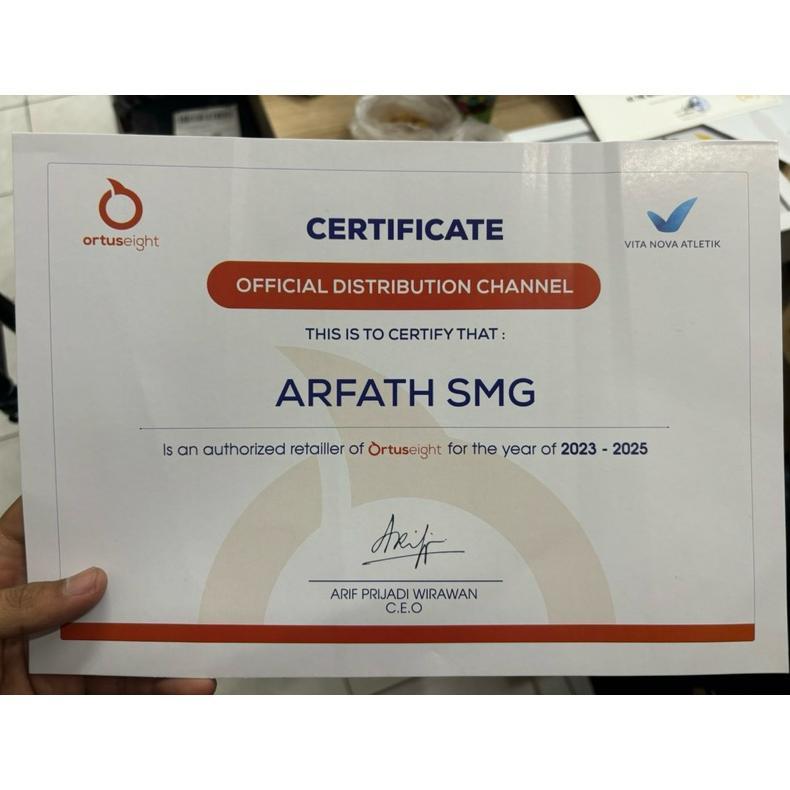 ortuseight
CERTIFICATE
VITA NOVA ATLETIK
OFFICIAL DISTRIBUTION CHANNEL
THIS IS TO CERTIFY THAT :
ARFATH SMG
Is an authorized retailler of Ortuseight for the year of 2023 - 2025
ARIF PRIJADI WIRAWAN
C.E.O